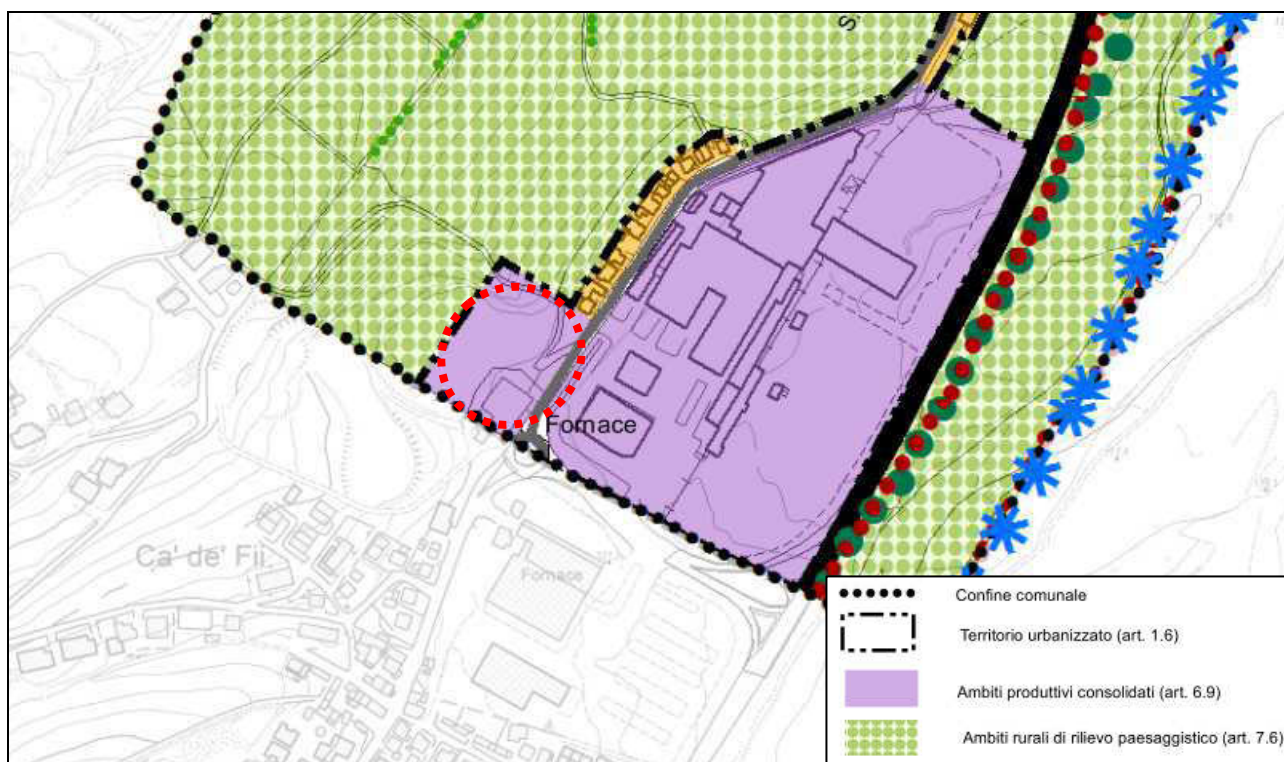 S.
Fornace
Ca' de' Fii
Fornace
Confine comunale
Territorio urbanizzato (art. 1.6)
Ambiti produttivi consolidati (art. 6.9)
Ambiti rurali di rilievo paesaggistico (art. 7.6)